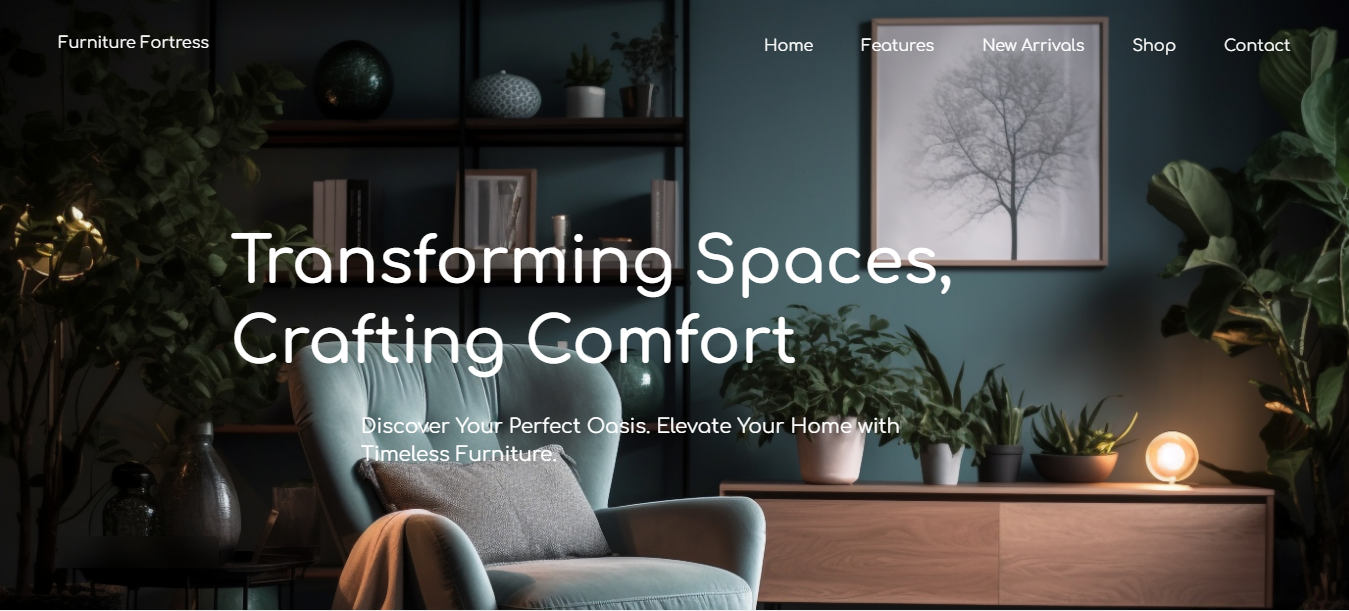 Furniture Fortress
Home Features New Arrivals Shop Contact
Transforming Spaces,
Crafting Comfort
Discover Your Perfect Oasis. Elevate Your Home with
Timeless Furniture.